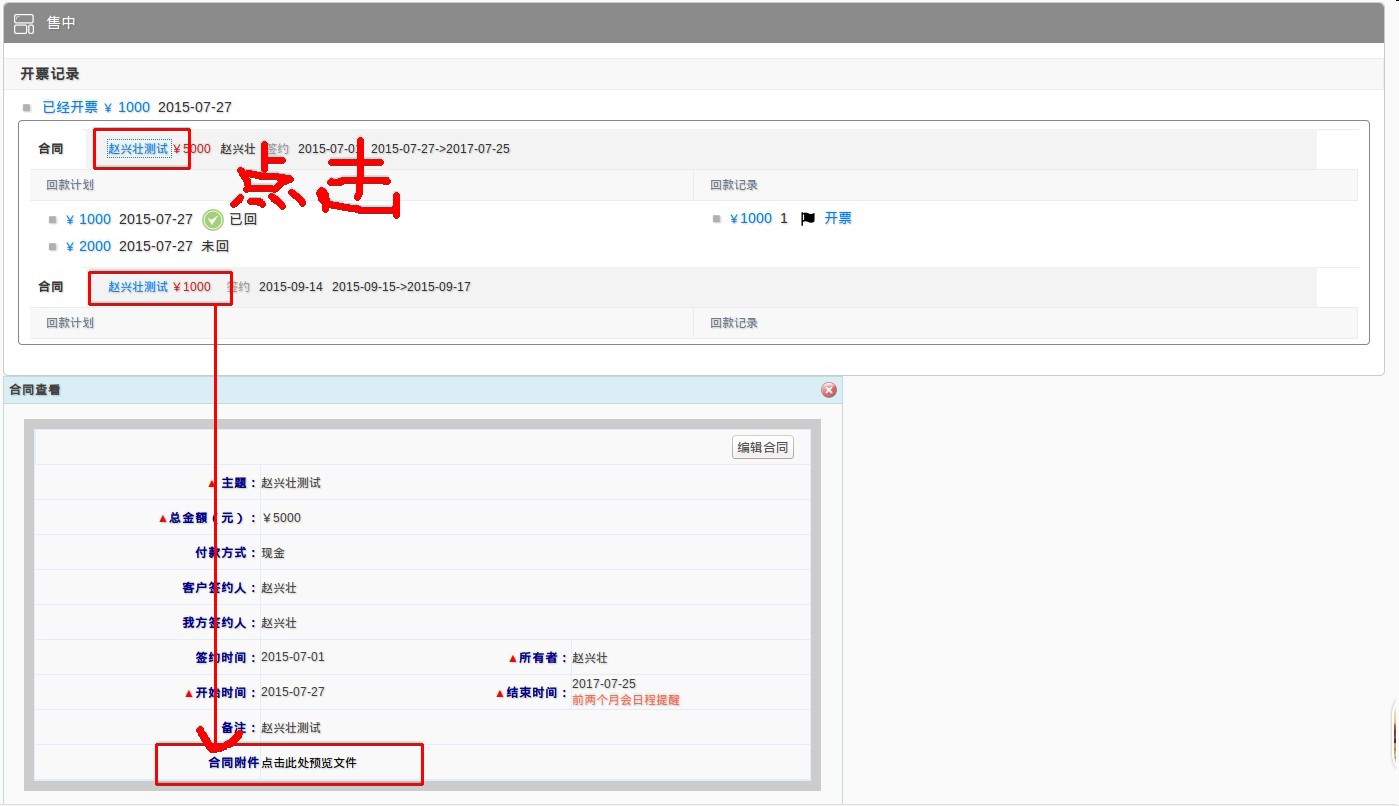 售中
开票记录
已经开票 ¥ 1000 2015-07-27
合同 赵兴壮测试 ¥5000 赵兴壮 签约 2015-07-01 2015-07-27->2017-07-25
点击
回款计划 回款记录
¥ 1000 2015-07-27 已回 ¥1000 1 开票
¥ 2000 2015-07-27 未回
合同 赵兴壮测试 ¥1000 签约 2015-09-14 2015-09-15->2015-09-17
回款计划 回款记录
合同查看
编辑合同
▲主题：赵兴壮测试
▲总金额（元）：¥5000
付款方式：现金
客户签约人：赵兴壮
我方签约人：赵兴壮
签约时间：2015-07-01 ▲所有者：赵兴壮
▲开始时间：2015-07-27 ▲结束时间：2017-07-25
前两个月会日程提醒
备注：赵兴壮测试
合同附件 点击此处预览文件